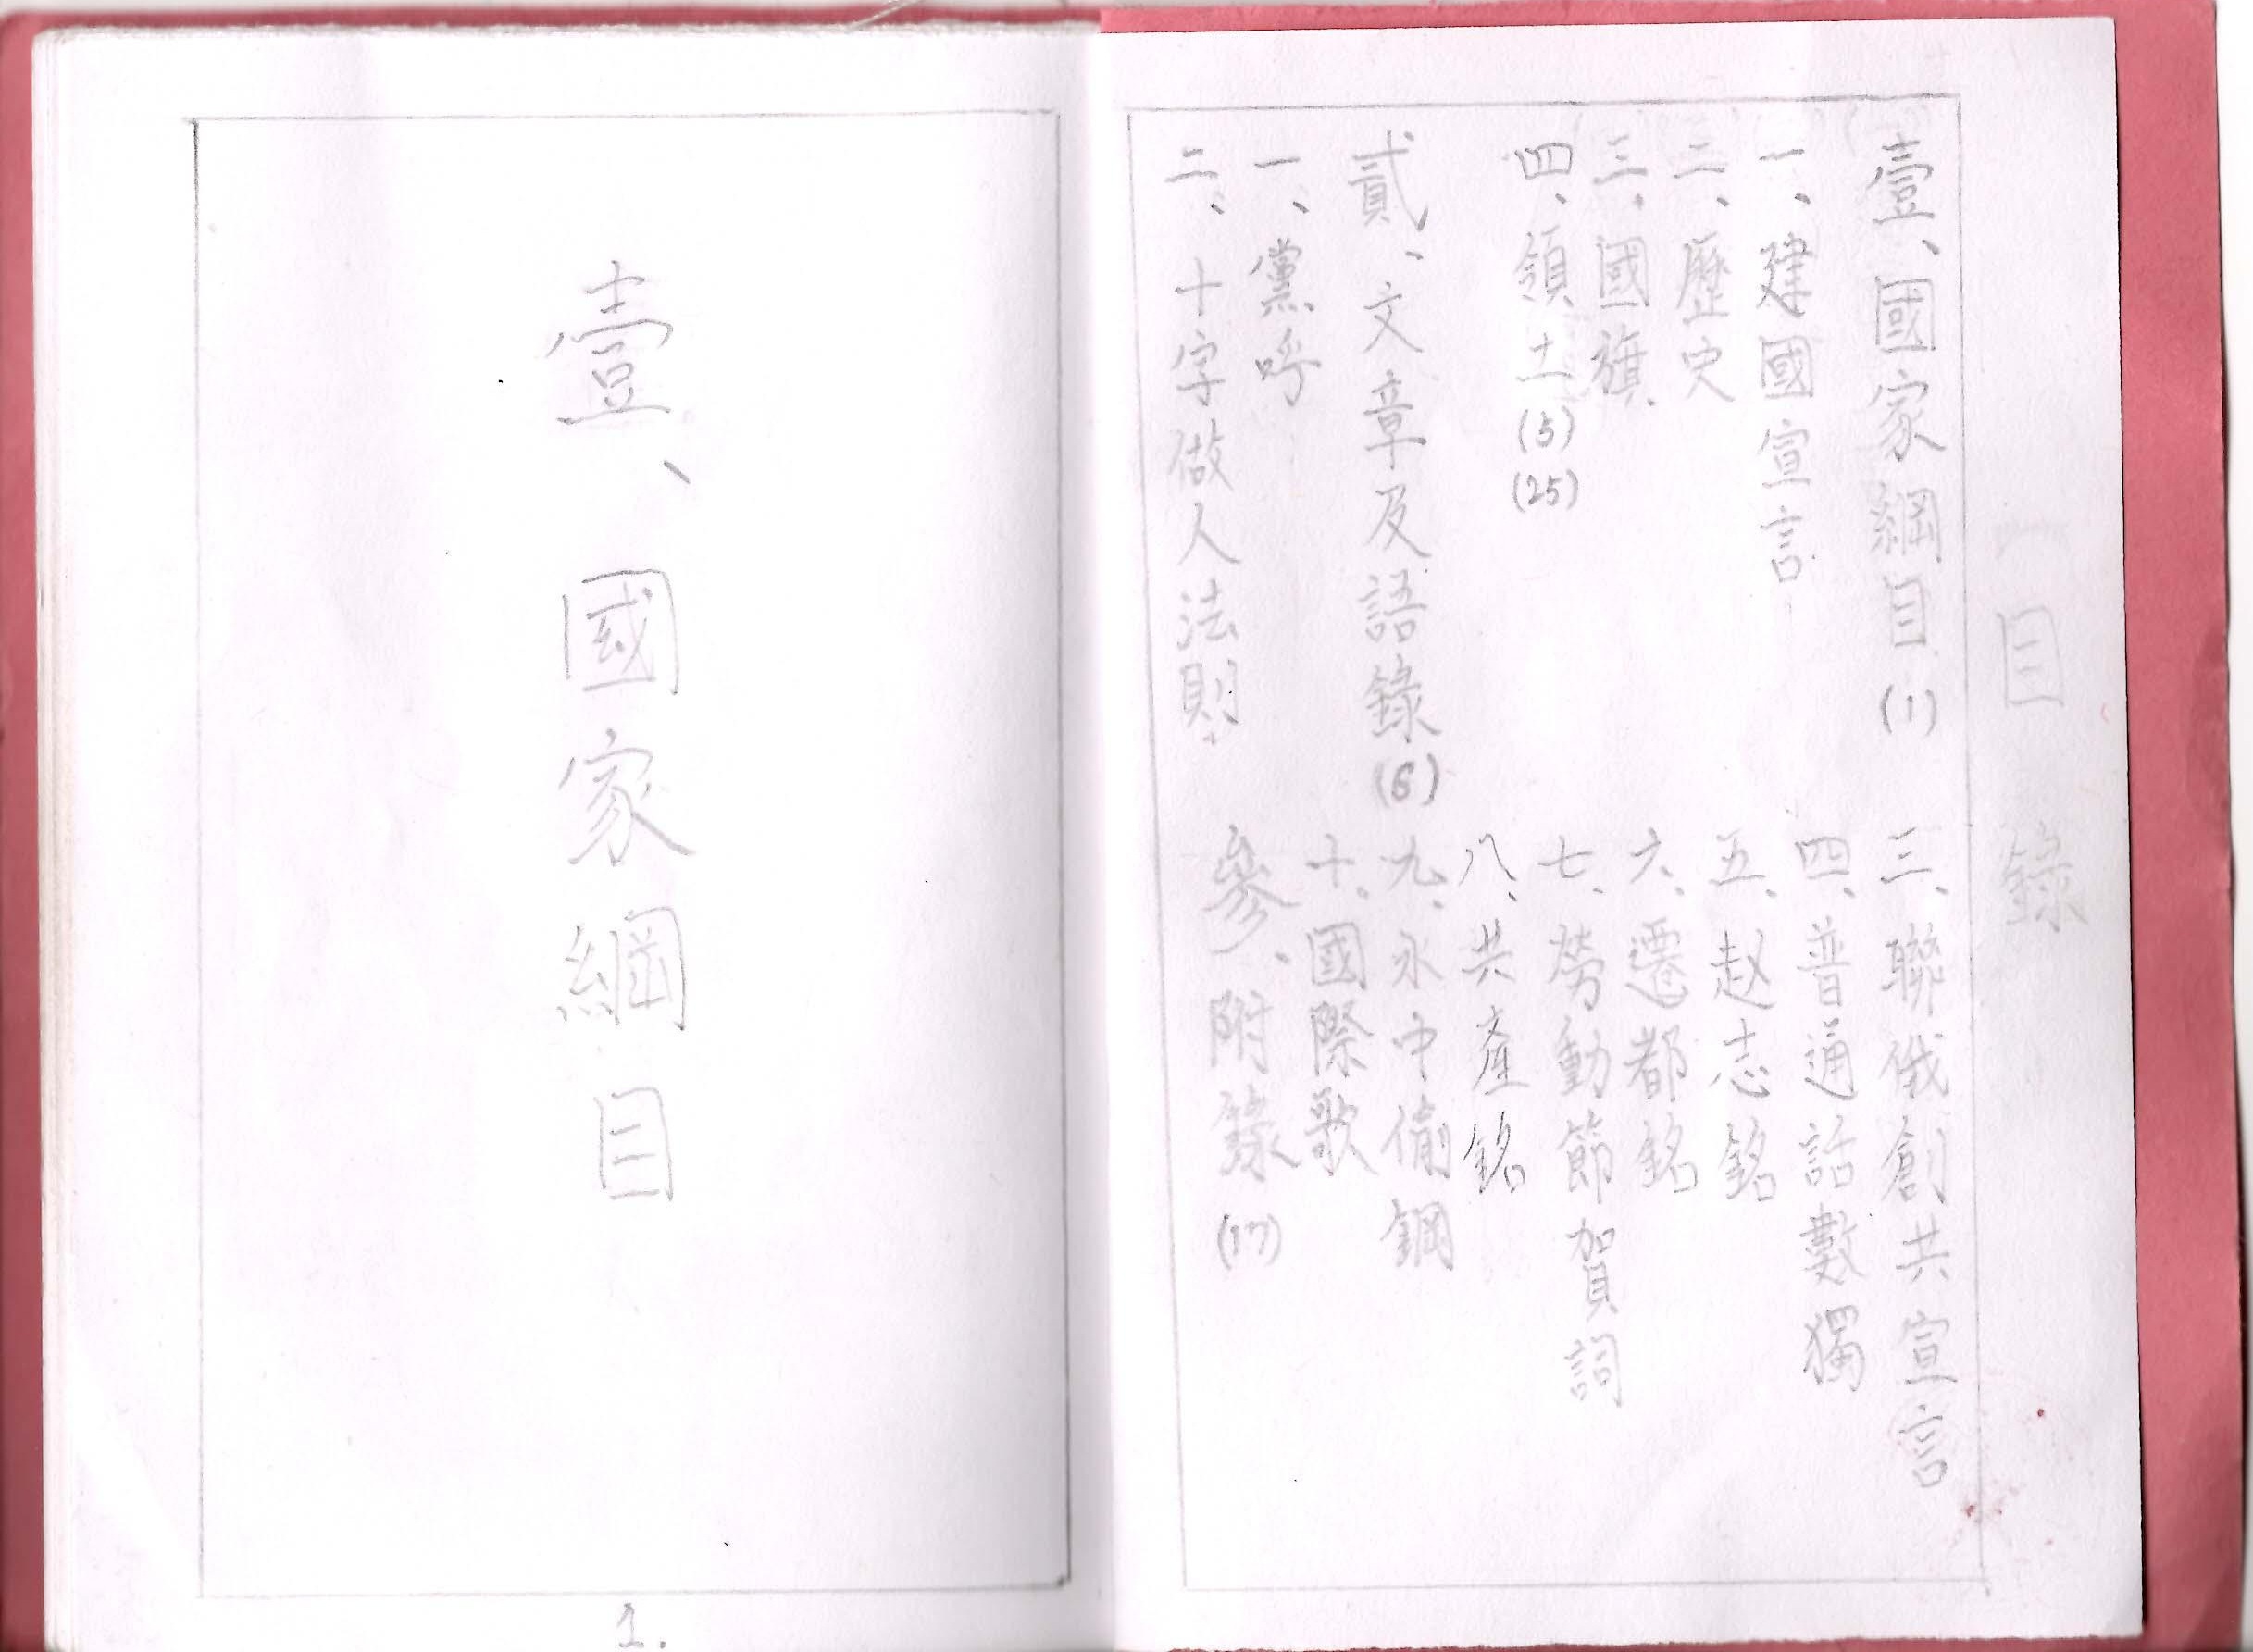 目錄
壹、國家綱目(1)
一、建國宣言
二、歷史
三、國旗
四、領土(5)(25)
貳、文章及語錄(6)
一、黨呼
二、十字做人法則
三、聯俄創共宣言
四、普通話數獨
五、赵志銘
六、遷都銘
七、勞動節加賀詞
八、共產銘
九、永中偷鋼
十、國際歌
參、附錄(17)
壹、國家綱目
1.